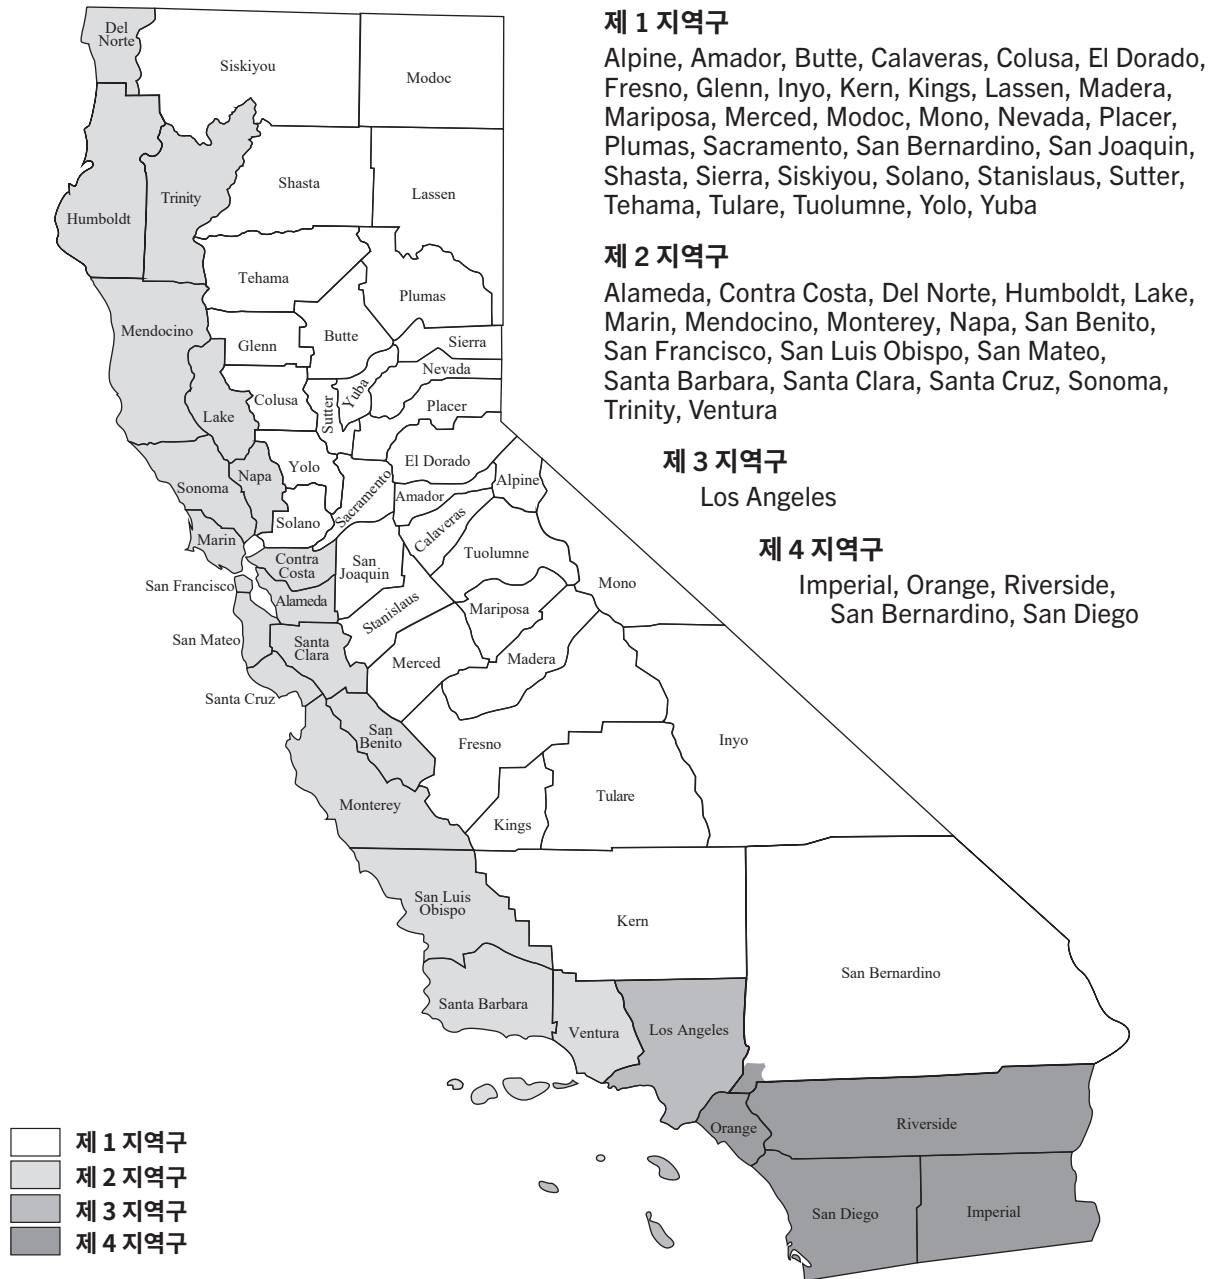 제 1 지역구
Alpine, Amador, Butte, Calaveras, Colusa, El Dorado,
Fresno, Glenn, Inyo, Kern, Kings, Lassen, Madera,
Mariposa, Merced, Modoc, Mono, Nevada, Placer,
Plumas, Sacramento, San Bernardino, San Joaquin,
Shasta, Sierra, Siskiyou, Solano, Stanislaus, Sutter,
Tehama, Tulare, Tuolumne, Yolo, Yuba
제 2 지역구
Alameda, Contra Costa, Del Norte, Humboldt, Lake,
Marin, Mendocino, Monterey, Napa, San Benito,
San Francisco, San Luis Obispo, San Mateo,
Santa Barbara, Santa Clara, Santa Cruz, Sonoma,
Trinity, Ventura
제 3 지역구
Los Angeles
제 4 지역구
Imperial, Orange, Riverside,
San Bernardino, San Diego
Del
Norte
Siskiyou
Modoc
Humboldt
Trinity
Shasta
Lassen
Tehama
Plumas
Mendocino
Glenn
Butte
Sierra
Nevada
Colusa
Sutter
Yuba
Placer
Lake
El Dorado
Yolo
Napa
Sonoma
Sacramento
Alpine
Amador
Solano
Calaveras
Marin
Contra
Costa
San
Joaquin
Tuolumne
Mono
San Francisco
Alameda
Stanislaus
Mariposa
San Mateo
Santa
Clara
Merced
Madera
Santa Cruz
San
Benito
Fresno
Inyo
Monterey
Kings
Tulare
San Luis
Obispo
Kern
San Bernardino
Santa Barbara
Ventura
Los Angeles
Orange
Riverside
San Diego
Imperial
제 1 지역구
제 2 지역구
제 3 지역구
제 4 지역구